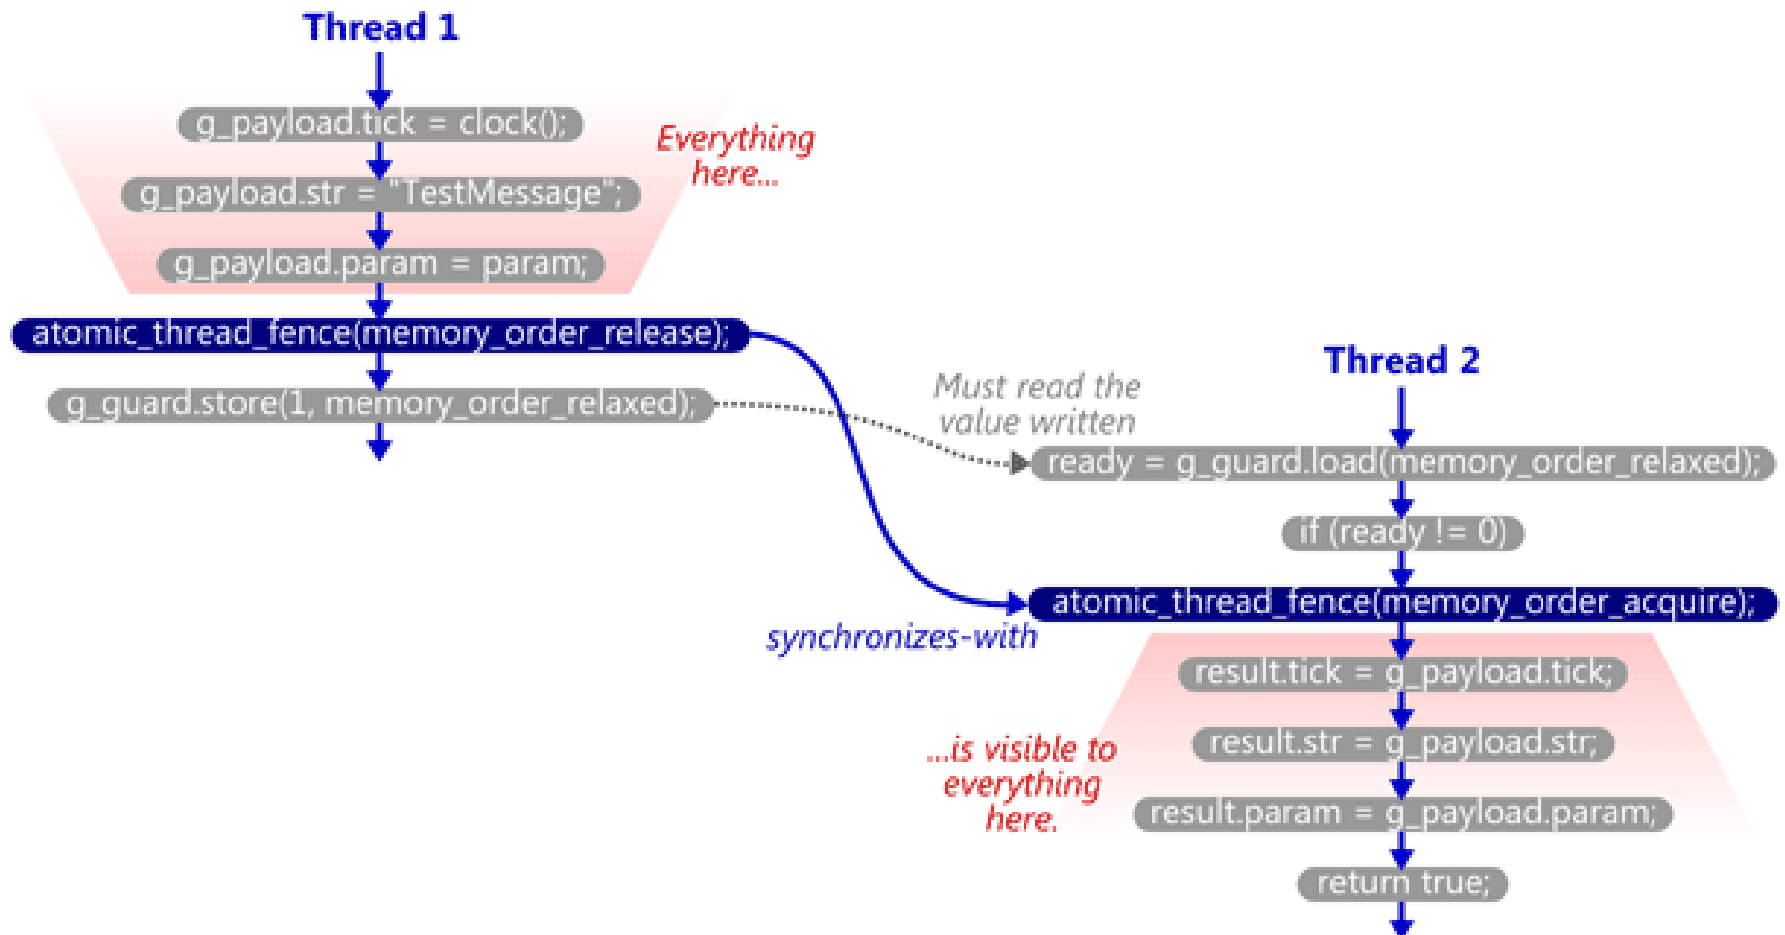 Thread 1
g_payload.tick = clock();
Everything
here...
g_payload.str = "TestMessage";
g_payload.param = param;
atomic_thread_fence(memory_order_release);
g_guard.store(1, memory_order_relaxed);
Thread 2
Must read the
value written
ready = g_guard.load(memory_order_relaxed);
if (ready != 0)
atomic_thread_fence(memory_order_acquire);
synchronizes-with
result.tick = g_payload.tick;
result.str = g_payload.str;
...is visible to
everything
here.
result.param = g_payload.param;
return true;